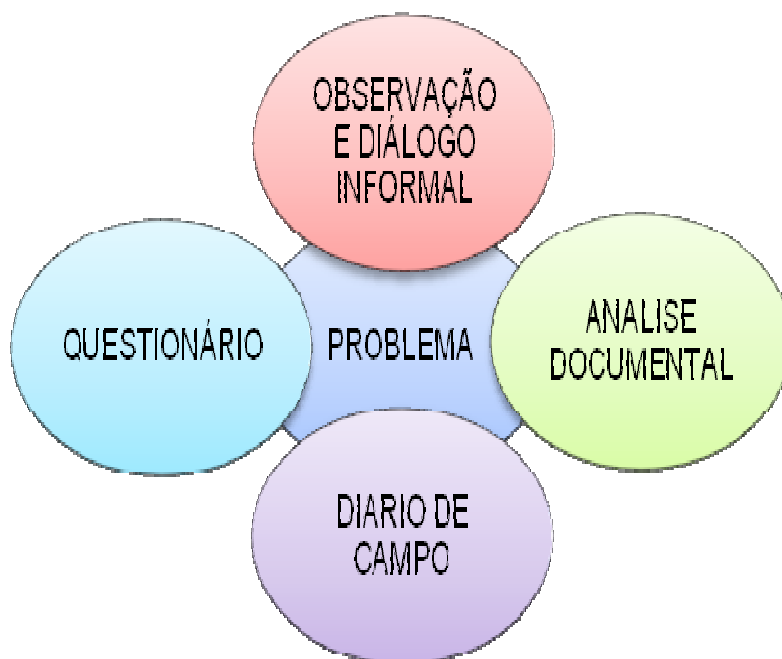 OBSERVAÇÃO
E DIÁLOGO
INFORMAL
QUESTIONÁRIO
PROBLEMA
ANALISE
DOCUMENTAL
DIARIO DE
CAMPO